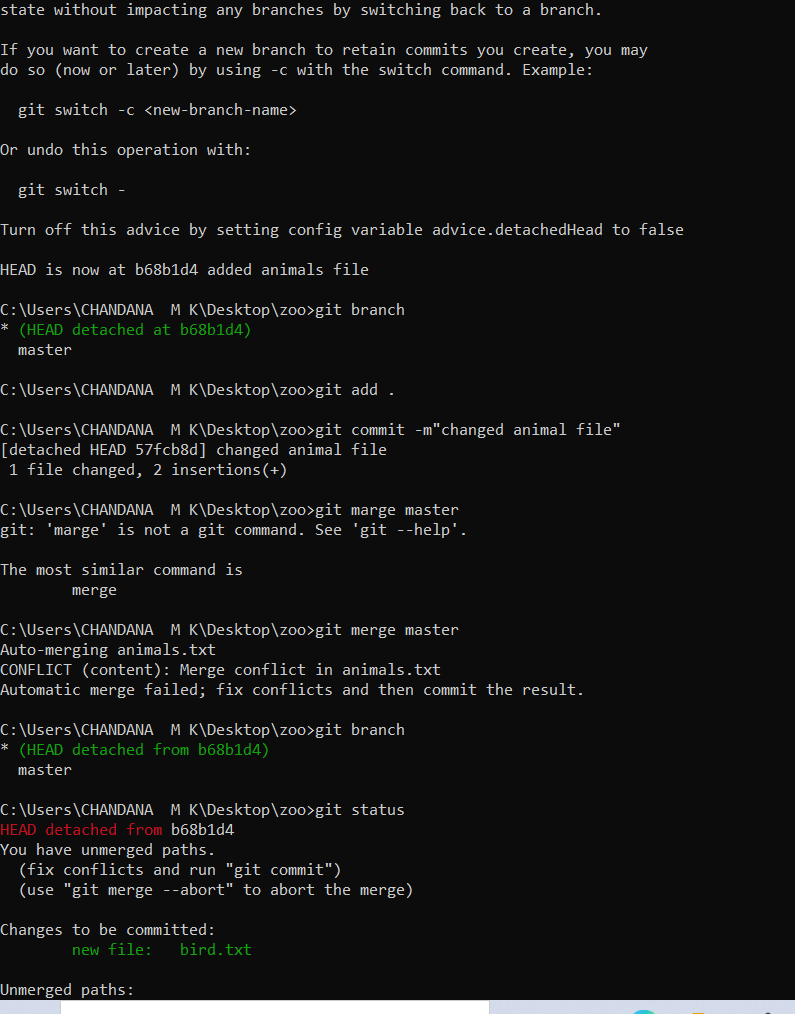 state without impacting any branches by switching back to a branch.
If you want to create a new branch to retain commits you create, you may
do so (now or later) by using -c with the switch command. Example:
  git switch -c <new-branch-name>
Or undo this operation with:
  git switch -
Turn off this advice by setting config variable advice.detachedHead to false
HEAD is now at b68b1d4 added animals file
C:\Users\CHANDANA  M K\Desktop\zoo>git branch
* (HEAD detached at b68b1d4)
  master
C:\Users\CHANDANA  M K\Desktop\zoo>git add .
C:\Users\CHANDANA  M K\Desktop\zoo>git commit -m"changed animal file"
[detached HEAD 57fcb8d] changed animal file
 1 file changed, 2 insertions(+)
C:\Users\CHANDANA  M K\Desktop\zoo>git marge master
git: 'marge' is not a git command. See 'git --help'.
The most similar command is
        merge
C:\Users\CHANDANA  M K\Desktop\zoo>git merge master
Auto-merging animals.txt
CONFLICT (content): Merge conflict in animals.txt
Automatic merge failed; fix conflicts and then commit the result.
C:\Users\CHANDANA  M K\Desktop\zoo>git branch
* (HEAD detached from b68b1d4)
  master
C:\Users\CHANDANA  M K\Desktop\zoo>git status
HEAD detached from b68b1d4
You have unmerged paths.
  (fix conflicts and run "git commit")
  (use "git merge --abort" to abort the merge)
Changes to be committed:
        new file:   bird.txt
Unmerged paths: